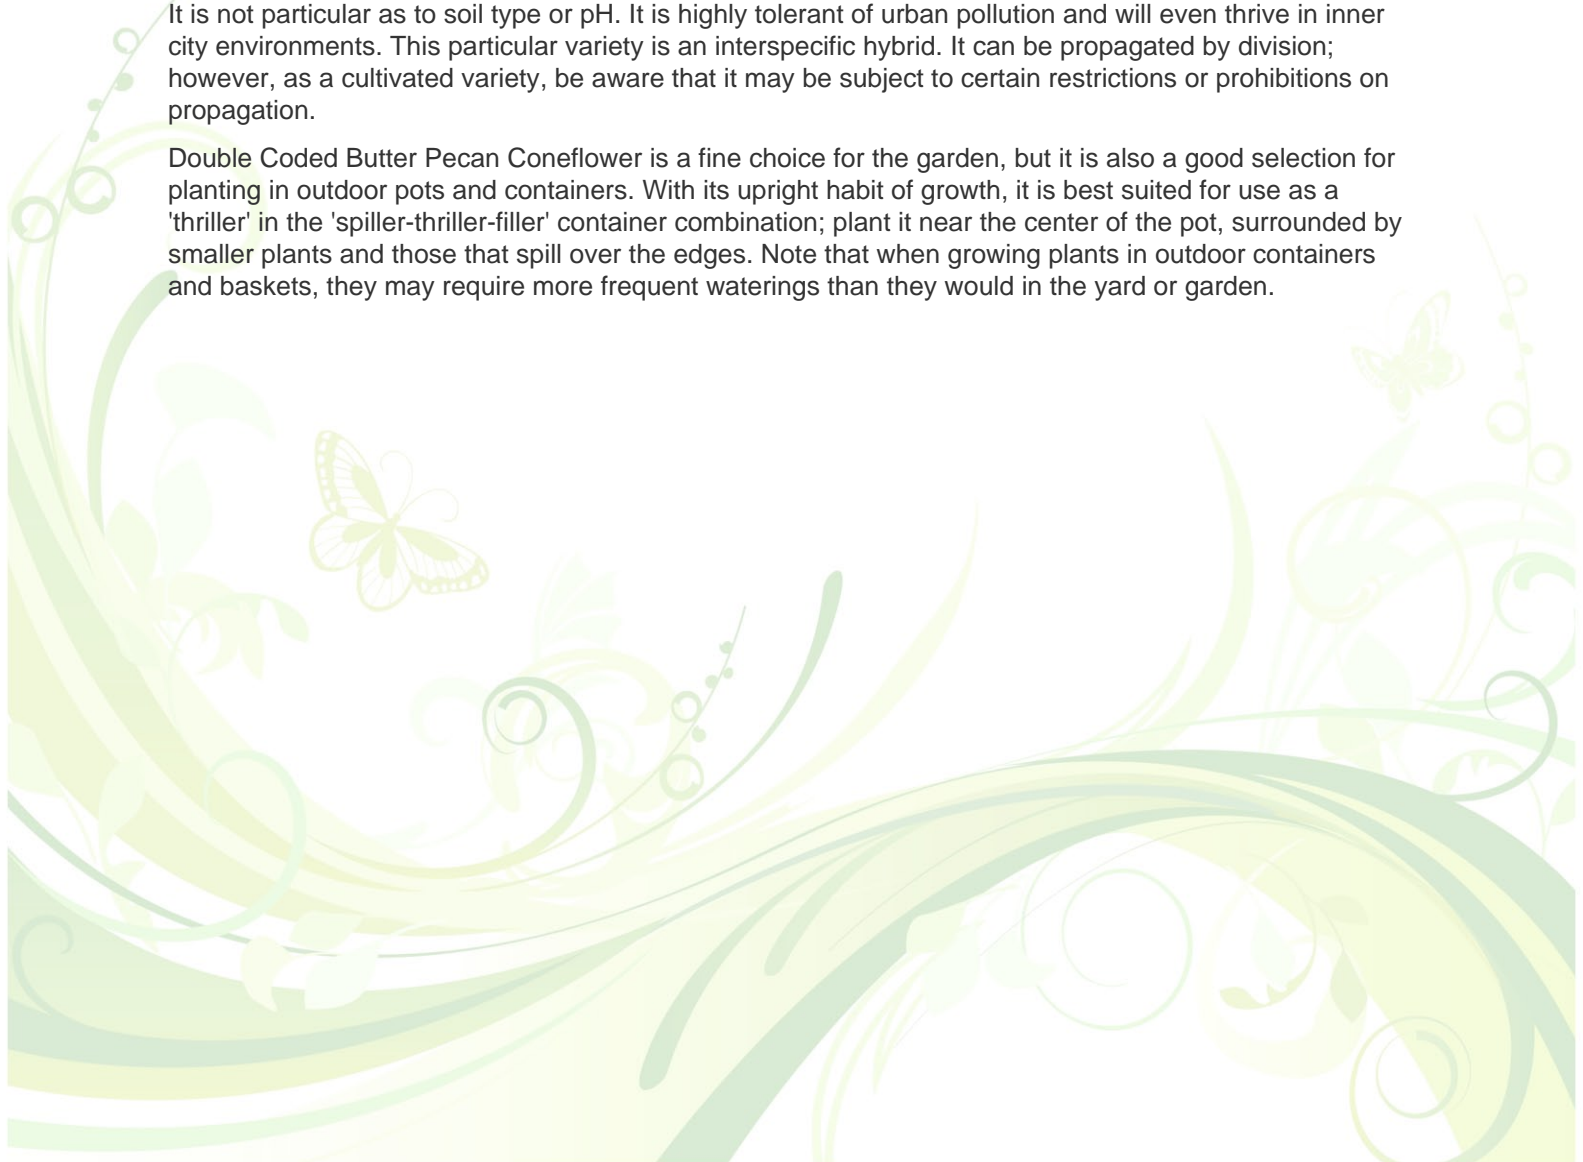 It is not particular as to soil type or pH. It is highly tolerant of urban pollution and will even thrive in inner
city environments. This particular variety is an interspecific hybrid. It can be propagated by division;
however, as a cultivated variety, be aware that it may be subject to certain restrictions or prohibitions on
propagation.
Double Coded Butter Pecan Coneflower is a fine choice for the garden, but it is also a good selection for
planting in outdoor pots and containers. With its upright habit of growth, it is best suited for use as a
'thriller' in the 'spiller-thriller-filler' container combination; plant it near the center of the pot, surrounded by
smaller plants and those that spill over the edges. Note that when growing plants in outdoor containers
and baskets, they may require more frequent waterings than they would in the yard or garden.